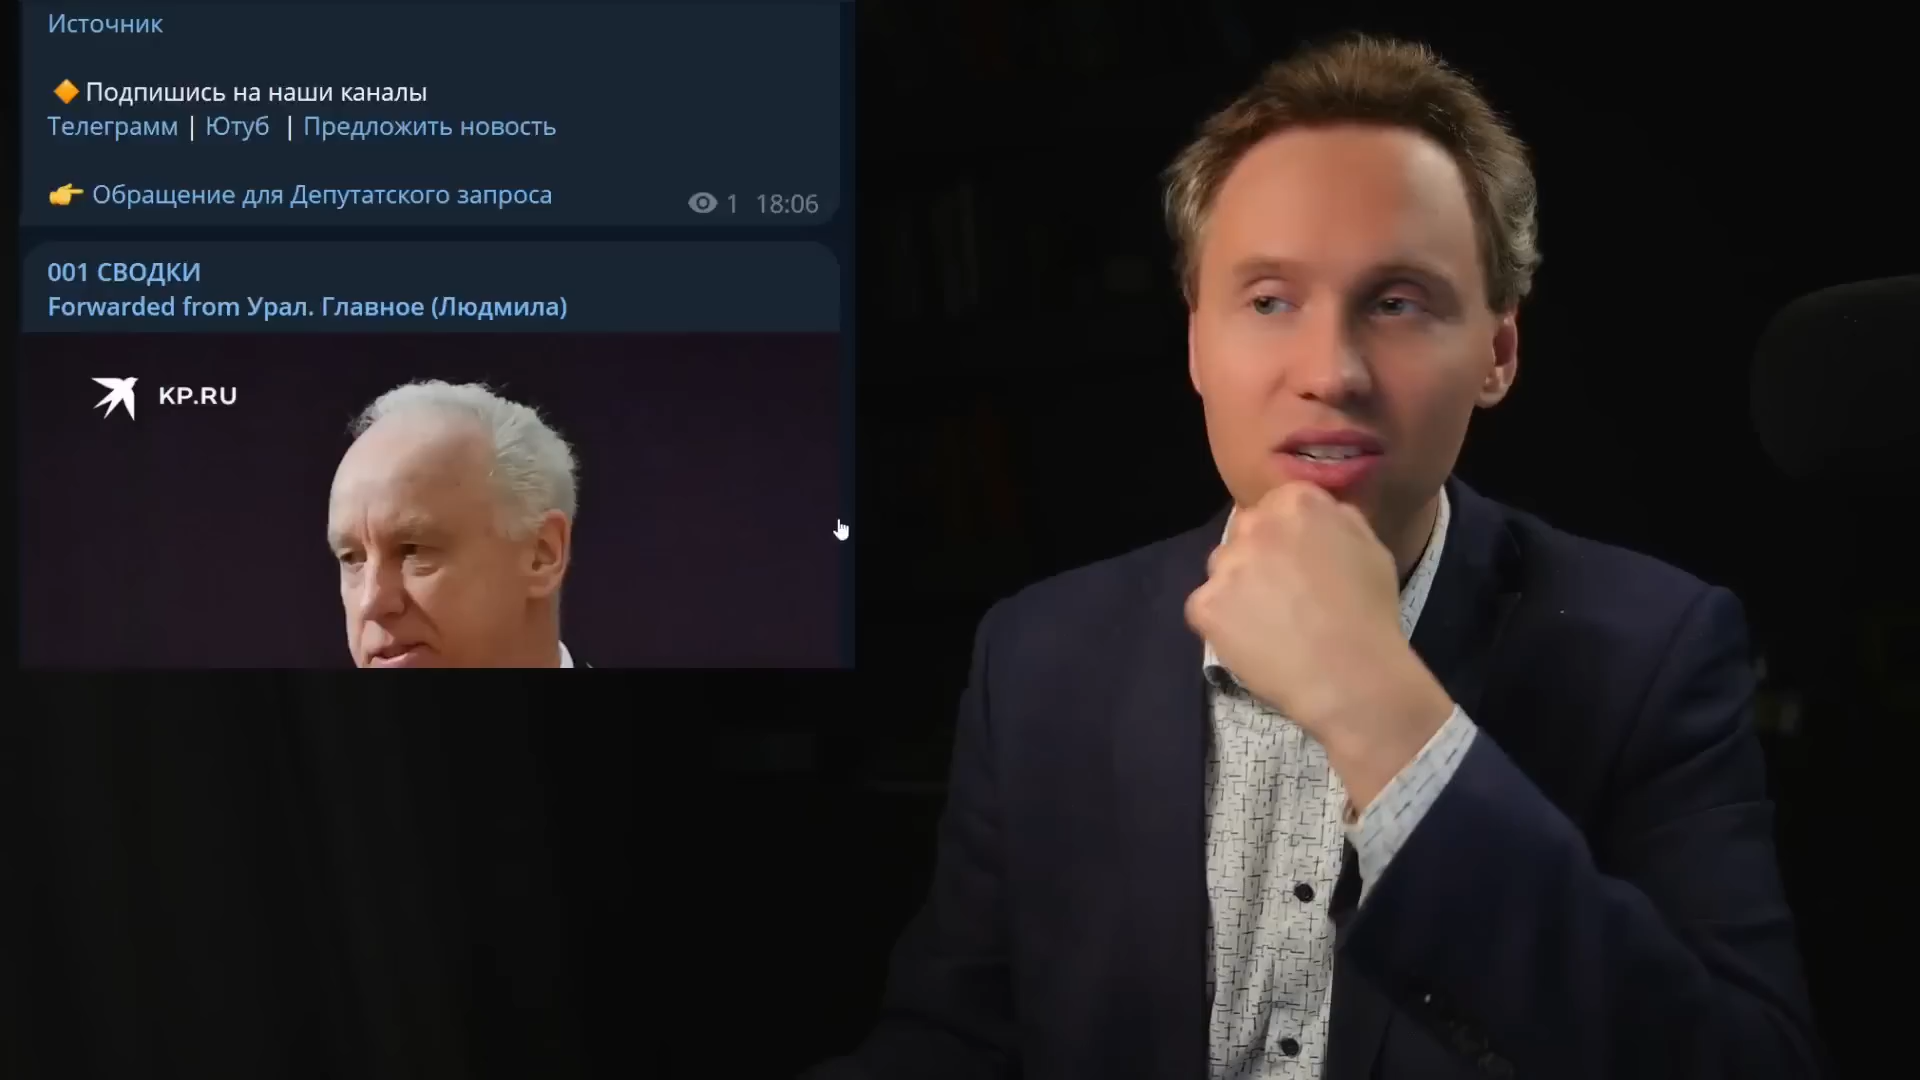 Источник
🔶 Подпишись на наши каналы
Телеграмм | Ютуб | Предложить новость
👉 Обращение для Депутатского запроса
1 18:06
001 СВОДКИ
Forwarded from Урал. Главное (Людмила)
KP.RU